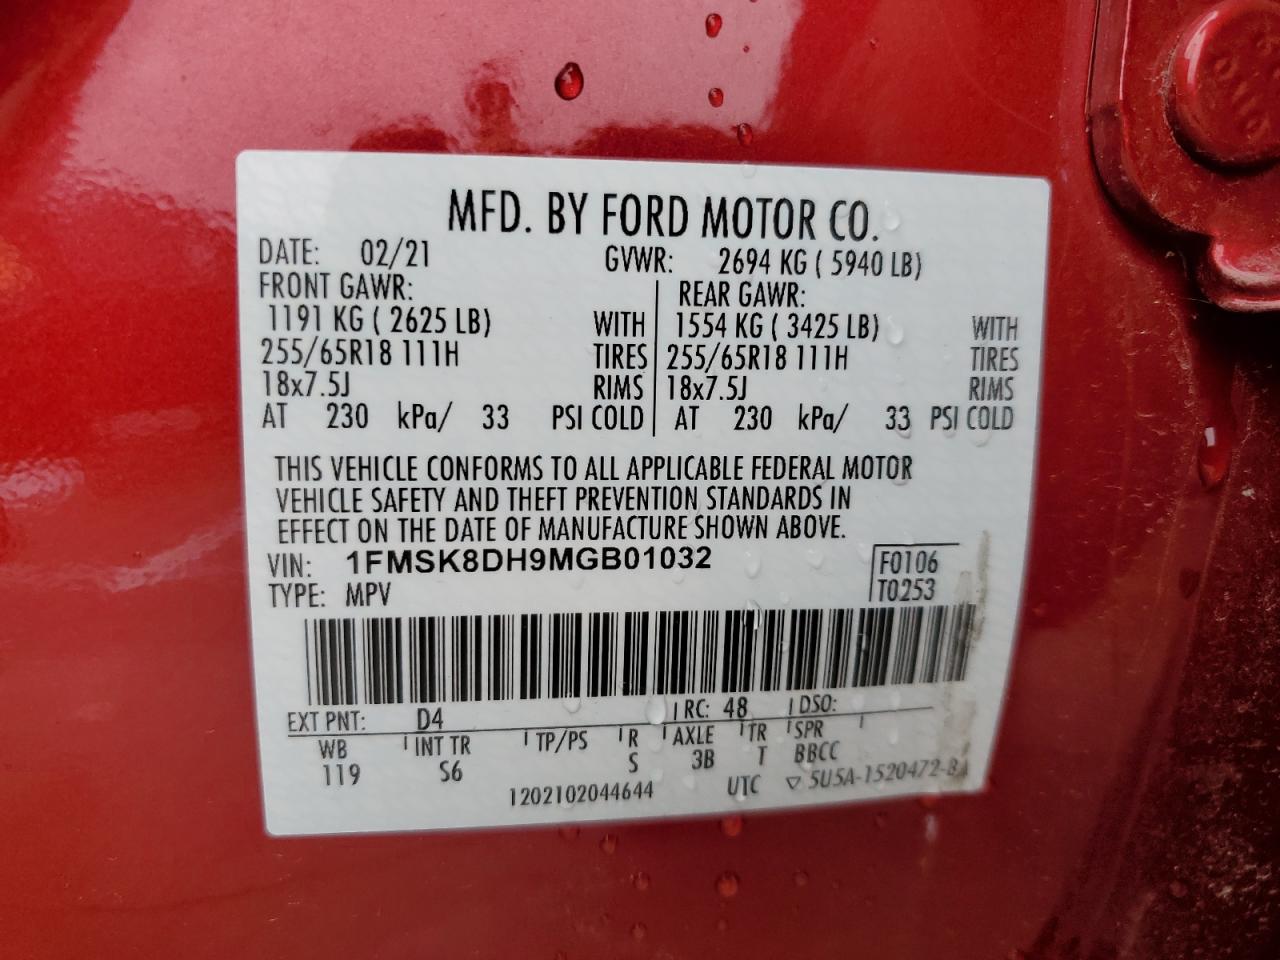 MFD. BY FORD MOTOR CO.
DATE: 02/21 GVWR: 2694 KG ( 5940 LB)
FRONT GAWR: REAR GAWR:
1191 KG ( 2625 LB) WITH 1554 KG ( 3425 LB) WITH
255/65R18 111H TIRES 255/65R18 111H TIRES
18x7.5J RIMS 18x7.5J RIMS
AT 230 kPa/ 33 PSI COLD AT 230 kPa/ 33 PSI COLD
THIS VEHICLE CONFORMS TO ALL APPLICABLE FEDERAL MOTOR
VEHICLE SAFETY AND THEFT PREVENTION STANDARDS IN
EFFECT ON THE DATE OF MANUFACTURE SHOWN ABOVE.
VIN: 1FMSK8DH9MGB01032 F0106
TYPE: MPV T0253
EXT PNT: D4 RC: 48 DSO:
WB INT TR TP/PS R AXLE TR SPR
119 S6 S 3B T BBCC
1202102044644 UTC ▽ 5U5A-1520472-BA